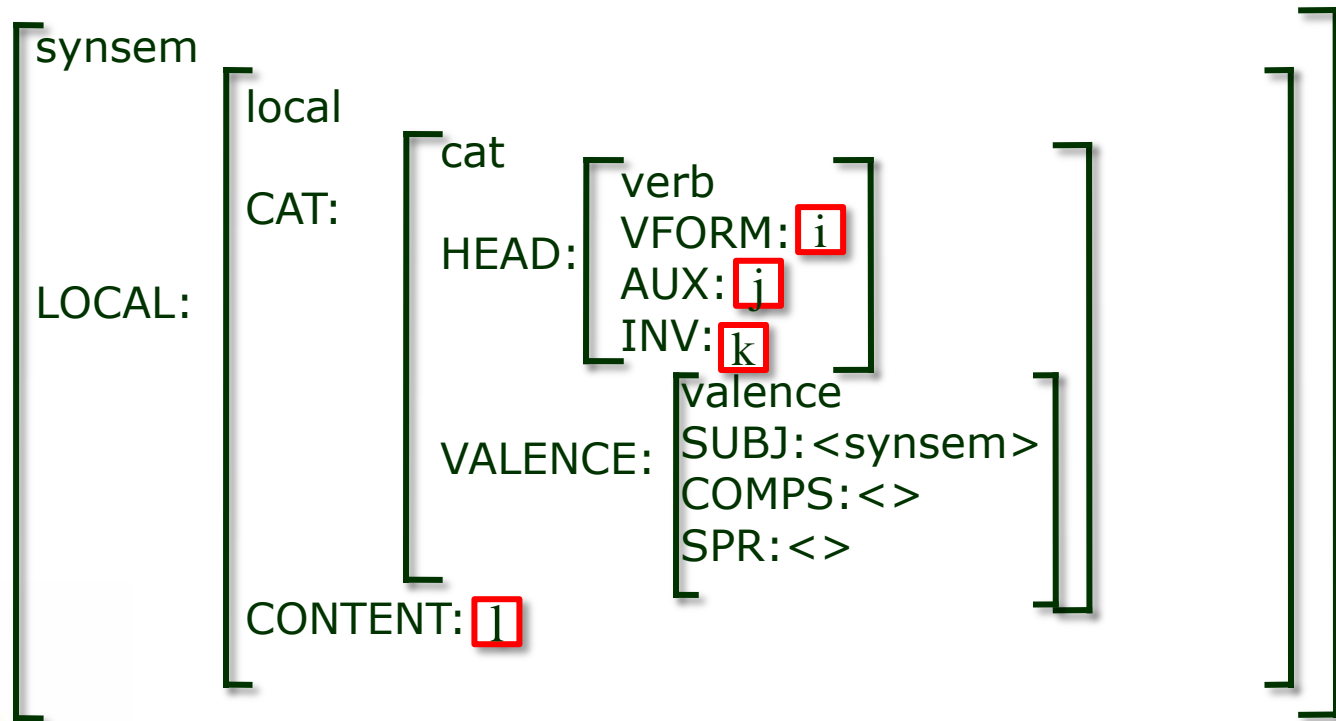 synsem
local
cat
verb
CAT:
VFORM: i
HEAD:
AUX: j
LOCAL:
INV: k
valence
SUBJ:<synsem>
VALENCE:
COMPS:<>
SPR:<>
CONTENT: l